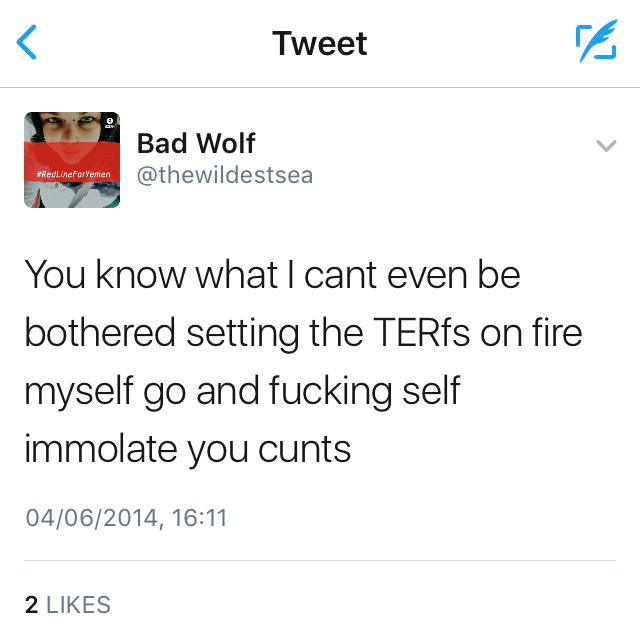 Tweet
#RedLineForYemen
Bad Wolf
@thewildestsea
You know what I cant even be
bothered setting the TERfs on fire
myself go and fucking self
immolate you cunts
04/06/2014, 16:11
2 LIKES